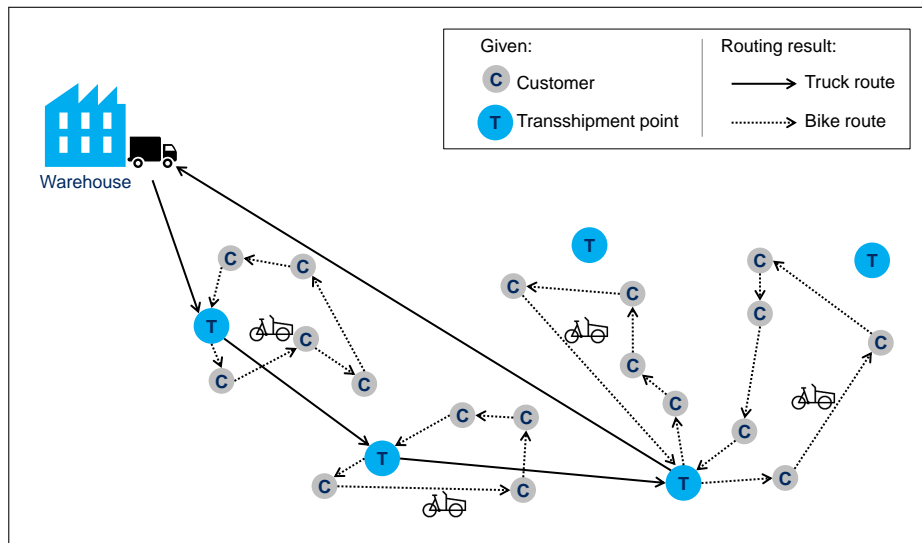 Given:
Routing result:
C Customer
Truck route
T Transshipment point
Bike route
Warehouse
T
C
C
C
T
C
C
C
T
C
C
C
C
C
C
C
C
C
T
C
C
T
C